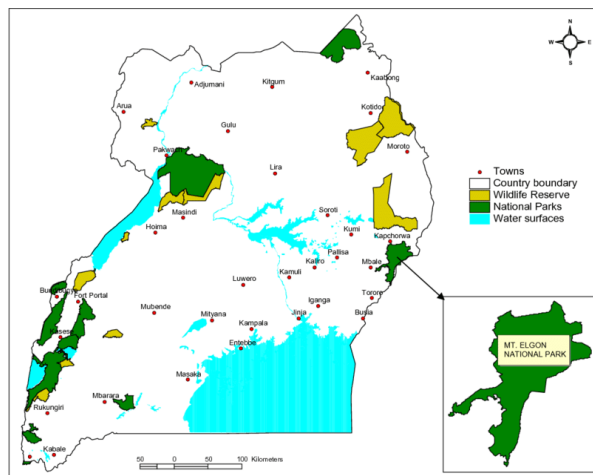 N
W
E
S
Kaabong
Adjumani
Kitgum
Arua
Kotido
Gulu
Pakwach
Moroto
Lira
Towns
Country boundary
Wildlife Reserve
National Parks
Water surfaces
Masindi
Soroti
Hoima
Kumi
Kapchorwa
Pallisa
Kaliro
Mbale
Kamuli
Luwero
Fort Portal
Tororo
Iganga
Mubende
Mityana
Jinja
Busia
Kampala
Kasese
Entebbe
MT. ELGON
NATIONAL PARK
Masaka
Mbarara
Rukungiri
Kabale
50 0 50 100 Kilometers